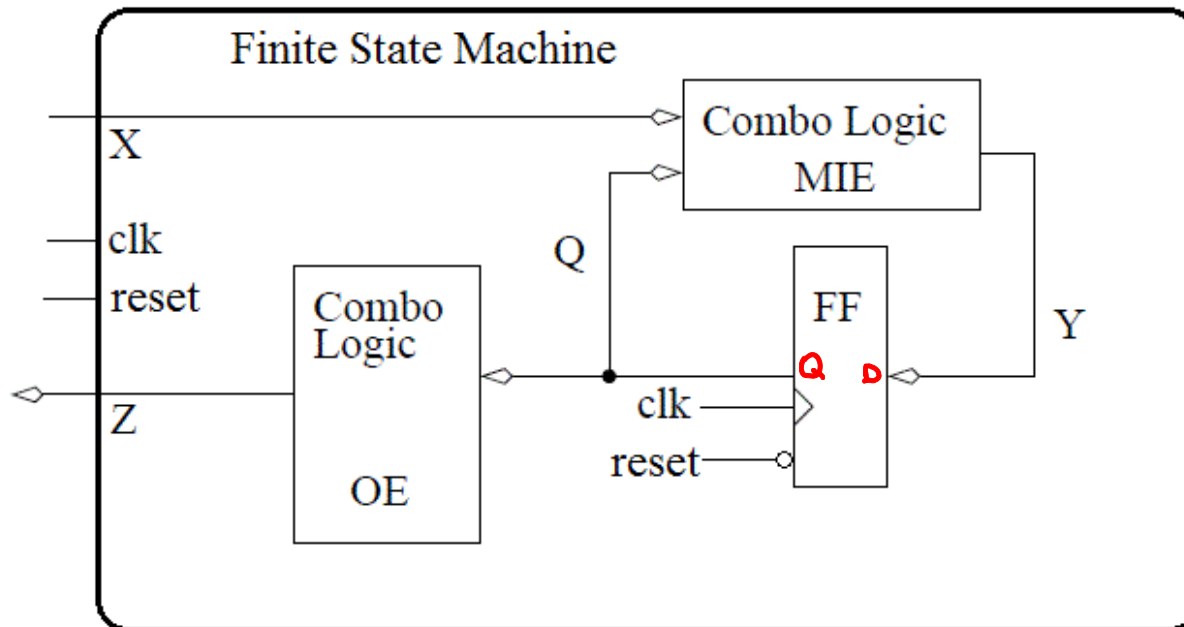 Finite State Machine
X
Combo Logic
MIE
clk
Q
reset
Combo
Logic
FF
Y
Q D
clk
Z
reset
OE